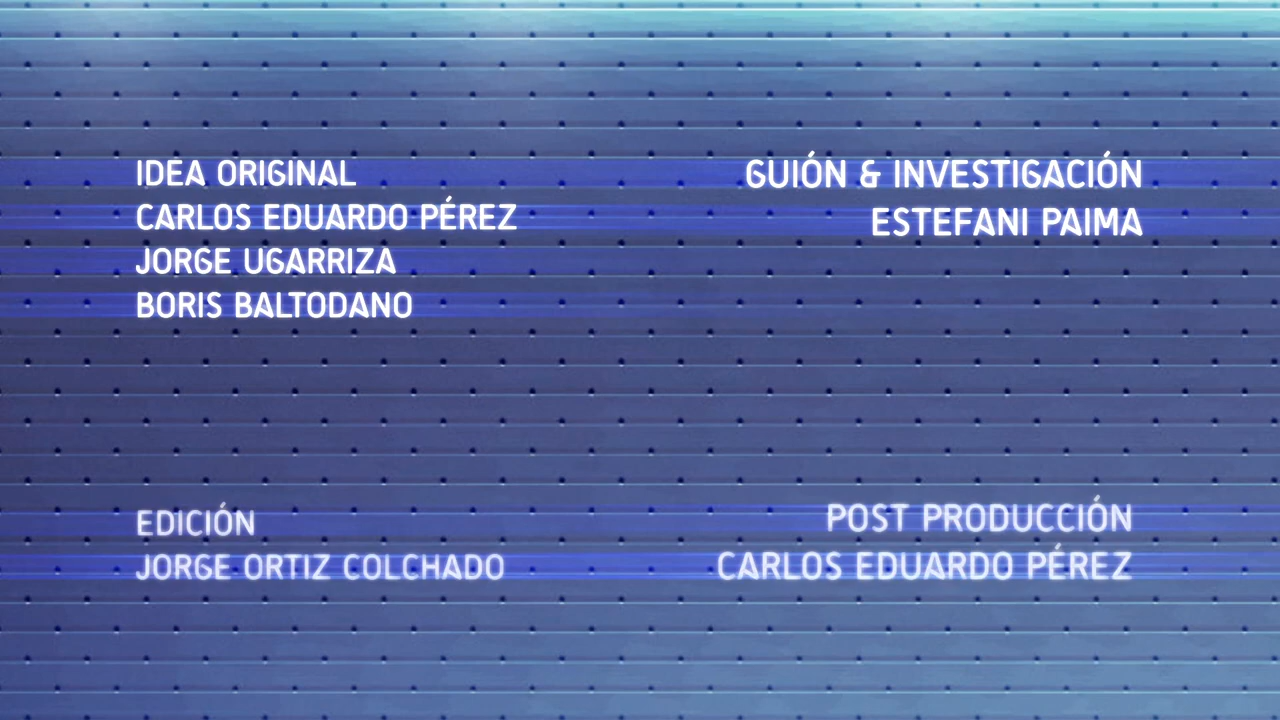 IDEA ORIGINAL
CARLOS EDUARDO PÉREZ
JORGE UGARRIZA
BORIS BALTODANO
GUIÓN & INVESTIGACIÓN
ESTEFANI PAIMA
EDICIÓN
JORGE ORTIZ COLCHADO
POST PRODUCCIÓN
CARLOS EDUARDO PÉREZ